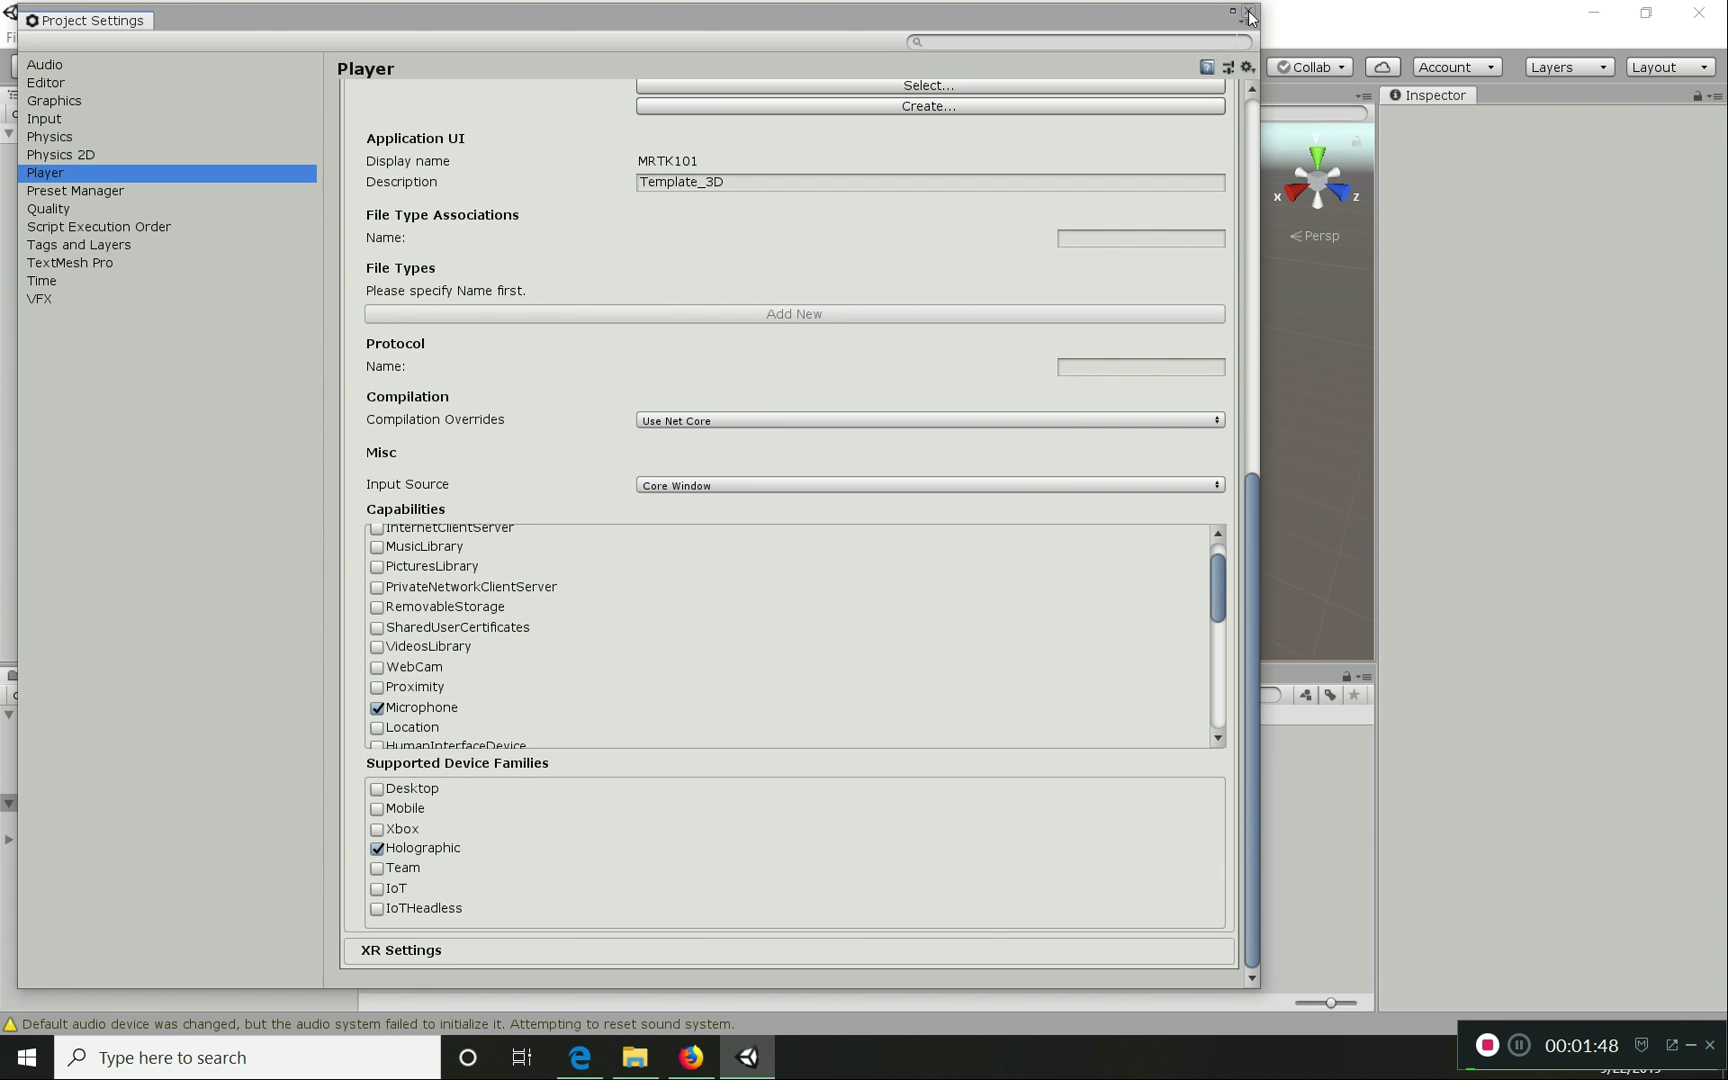 Project Settings
Collab
Account
Layers
Layout
Audio
Editor
Graphics
Input
Physics
Physics 2D
Player
Preset Manager
Quality
Script Execution Order
Tags and Layers
TextMesh Pro
Time
VFX
Player
Select...
Create...
Application UI
Display name MRTK101
Description Template_3D
File Type Associations
Name:
File Types
Please specify Name first.
Add New
Protocol
Name:
Compilation
Compilation Overrides Use Net Core
Misc
Input Source Core Window
Capabilities
InternetClientServer
MusicLibrary
PicturesLibrary
PrivateNetworkClientServer
RemovableStorage
SharedUserCertificates
VideosLibrary
WebCam
Proximity
Microphone
Location
HumanInterfaceDevice
Supported Device Families
Desktop
Mobile
Xbox
Holographic
Team
IoT
IoTHeadless
XR Settings
Inspector
y
x
z
Persp
Default audio device was changed, but the audio system failed to initialize it. Attempting to reset sound system.
Type here to search
00:01:48